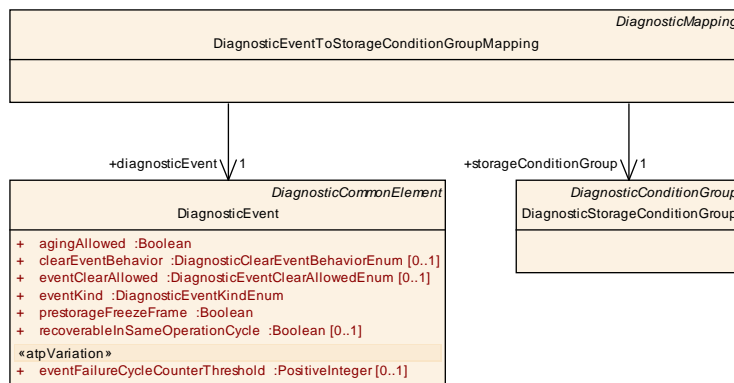 DiagnosticMapping
DiagnosticEventToStorageConditionGroupMapping
+diagnosticEvent 1
+storageConditionGroup 1
DiagnosticCommonElement
DiagnosticEvent
+ agingAllowed :Boolean
+ clearEventBehavior :DiagnosticClearEventBehaviorEnum [0..1]
+ eventClearAllowed :DiagnosticEventClearAllowedEnum [0..1]
+ eventKind :DiagnosticEventKindEnum
+ prestorageFreezeFrame :Boolean
+ recoverableInSameOperationCycle :Boolean [0..1]
«atpVariation»
+ eventFailureCycleCounterThreshold :PositiveInteger [0..1]
DiagnosticConditionGroup
DiagnosticStorageConditionGroup